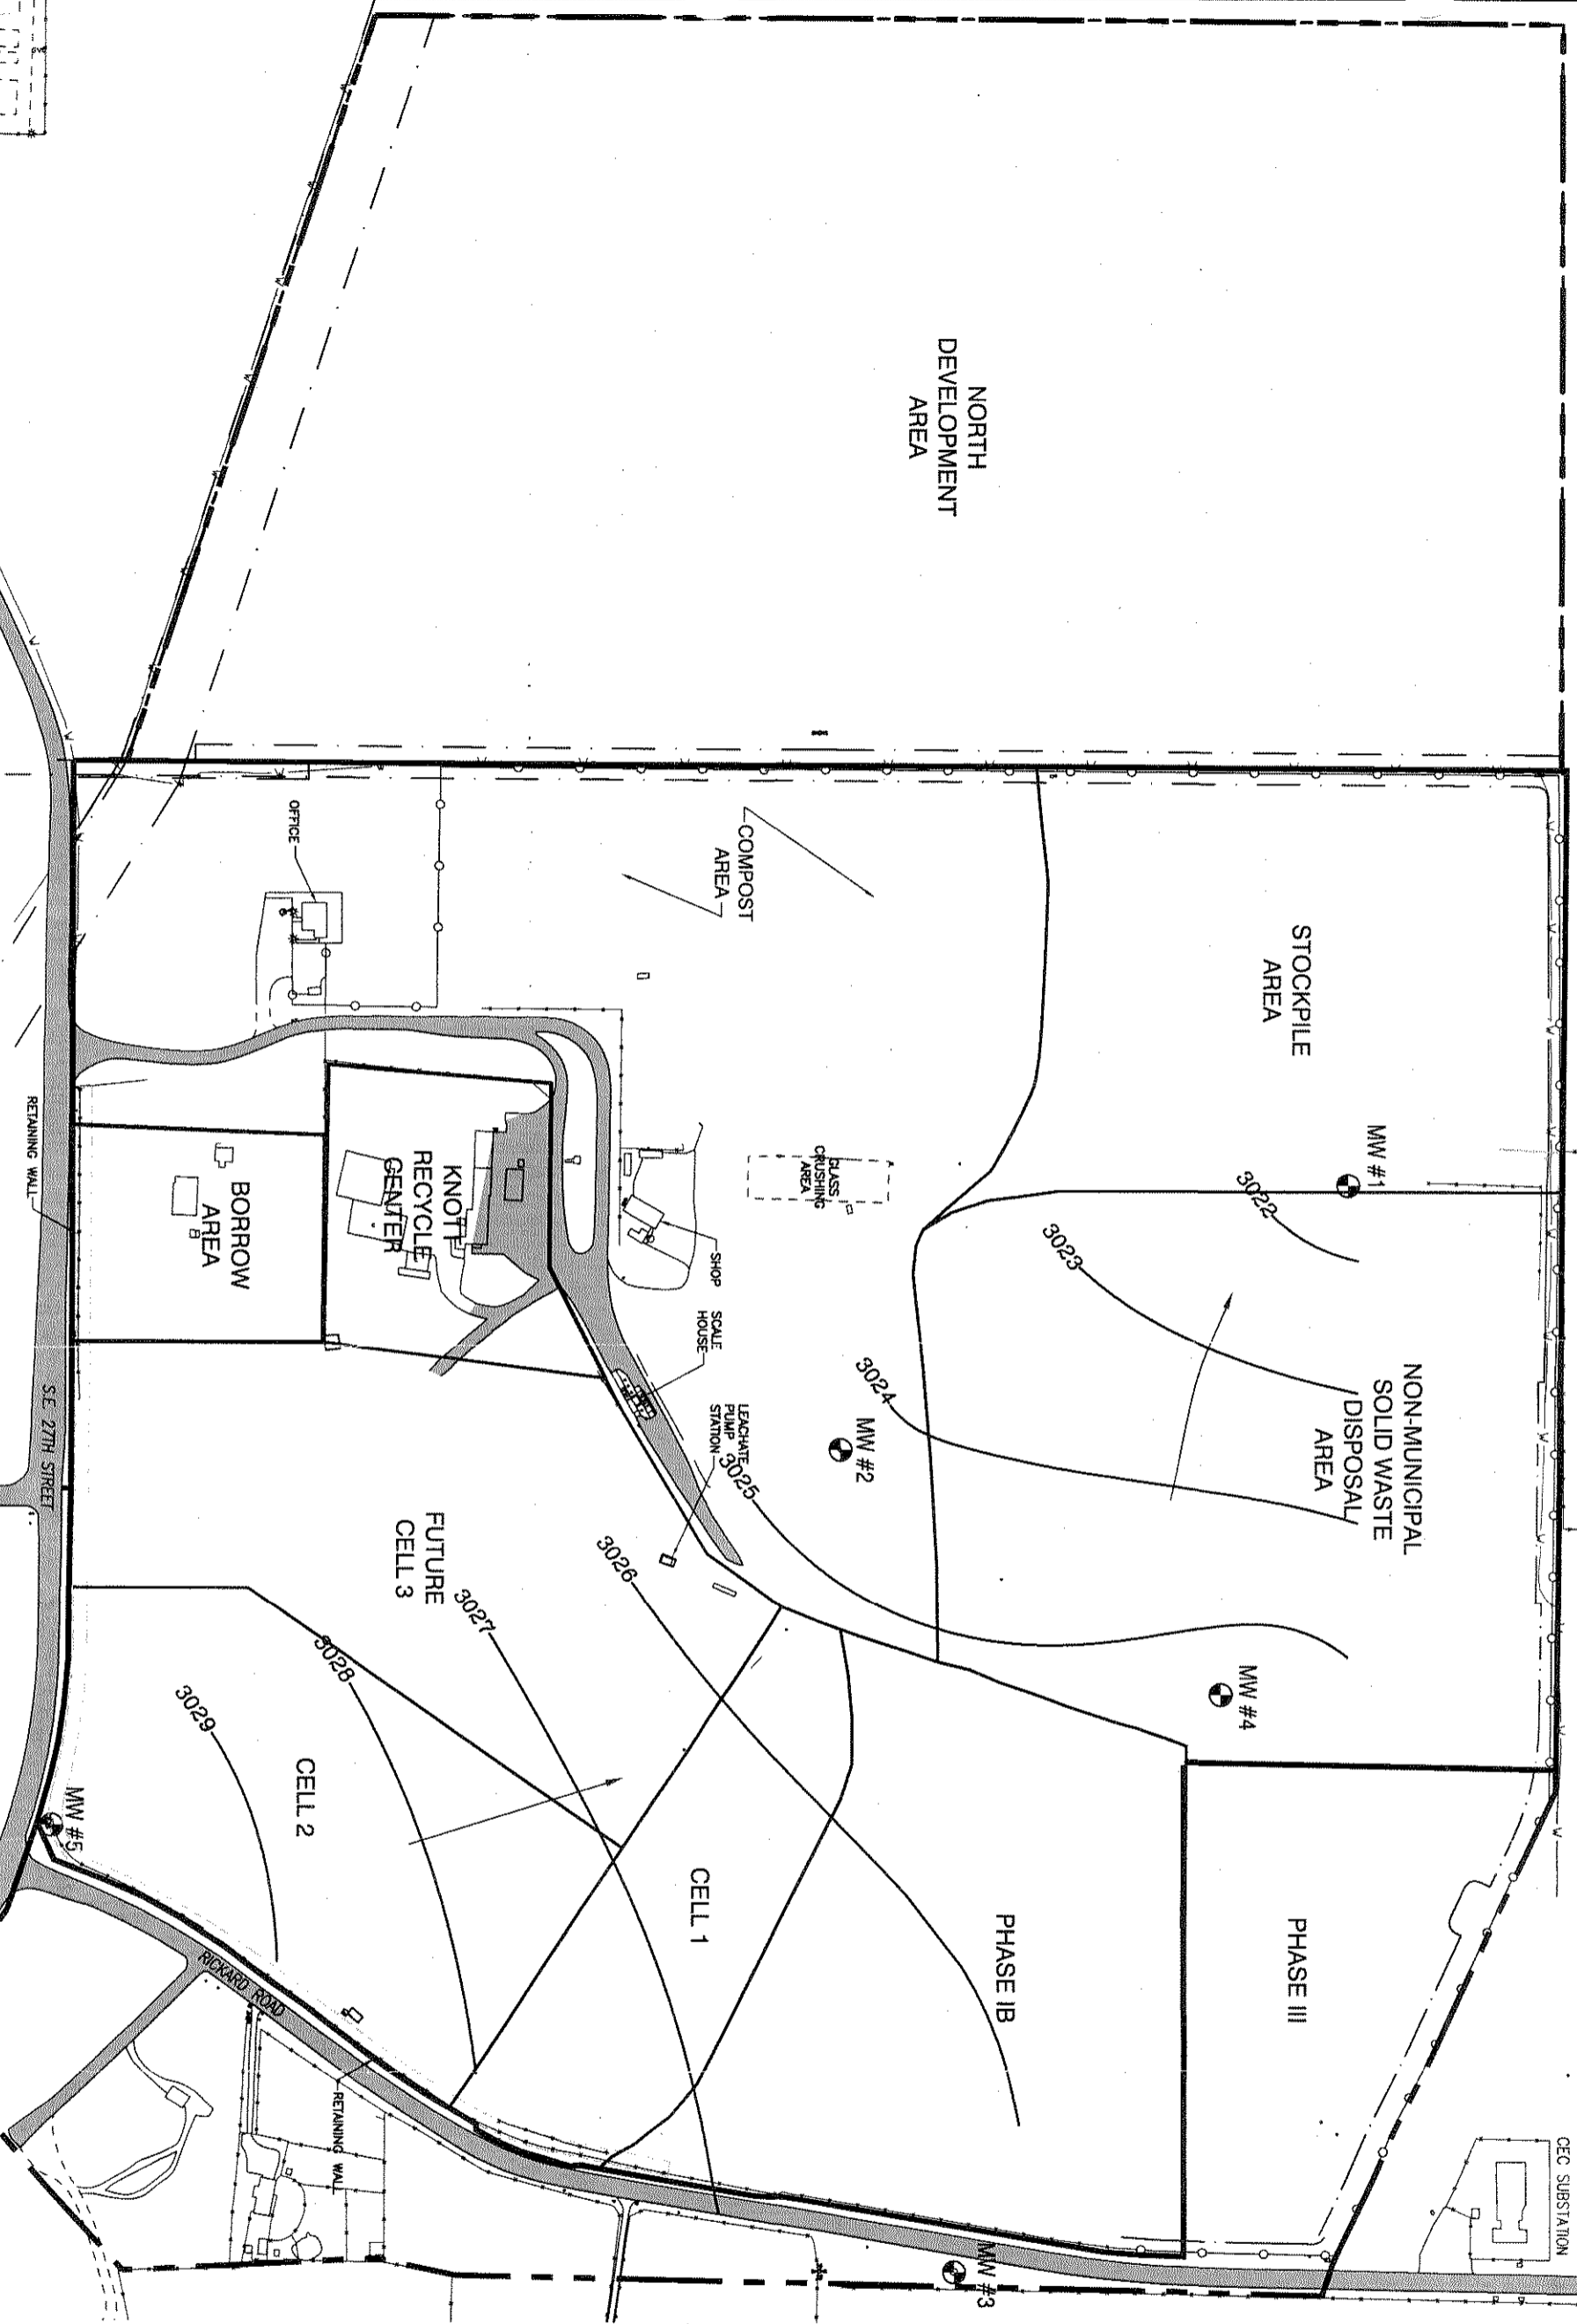 NORTH
DEVELOPMENT
AREA
STOCKPILE
AREA
COMPOST
AREA
OFFICE
MW #1
3022
3023
NON-MUNICIPAL
SOLID WASTE
DISPOSAL
AREA
GLASS
CRUSHING
AREA
SHOP
SCALE
HOUSE
LEACHATE
PUMP
STATION
3024
MW #2
3025
KNOTT
RECYCLE
CENTER
BORROW
AREA
RETAINING WALL
S.E. 27TH STREET
FUTURE
CELL 3
3026
3027
3028
3029
MW #4
CELL 2
CELL 1
PHASE IB
PHASE III
MW #5
RICKARD ROAD
RETAINING WALL
MW #3
CEC SUBSTATION